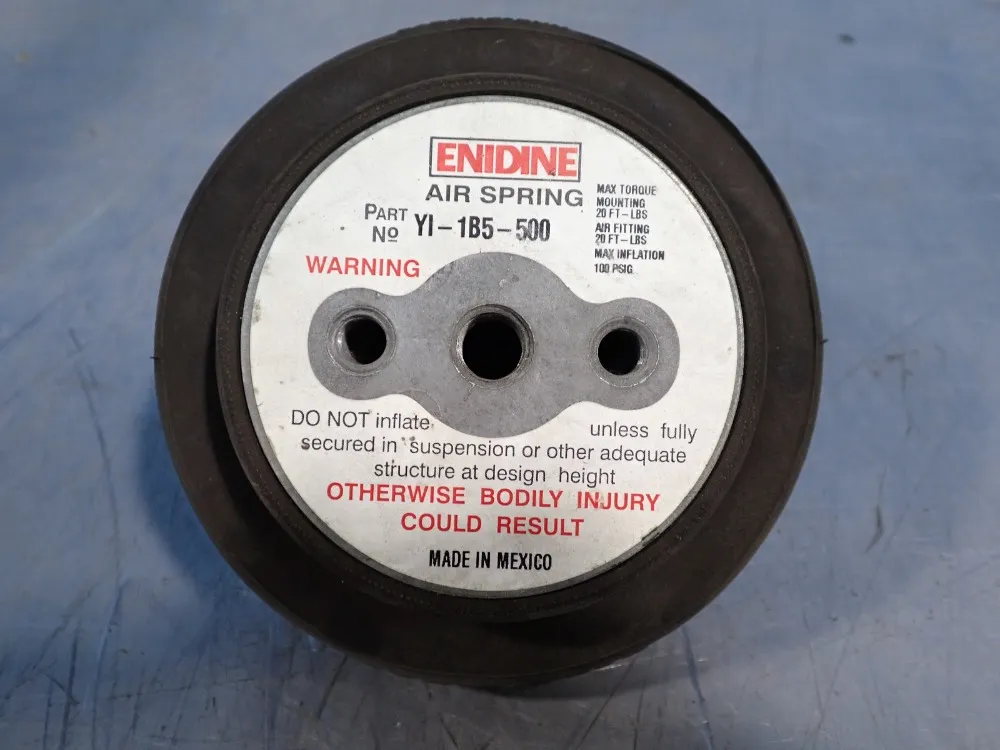 ENIDINE
AIR SPRING
PART No YI-1B5-500
MAX TORQUE
MOUNTING
20 FT-LBS
AIR FITTING
20 FT-LBS
MAX INFLATION
100 PSIG
WARNING
DO NOT inflate unless fully
secured in suspension or other adequate
structure at design height
OTHERWISE BODILY INJURY
COULD RESULT
MADE IN MEXICO